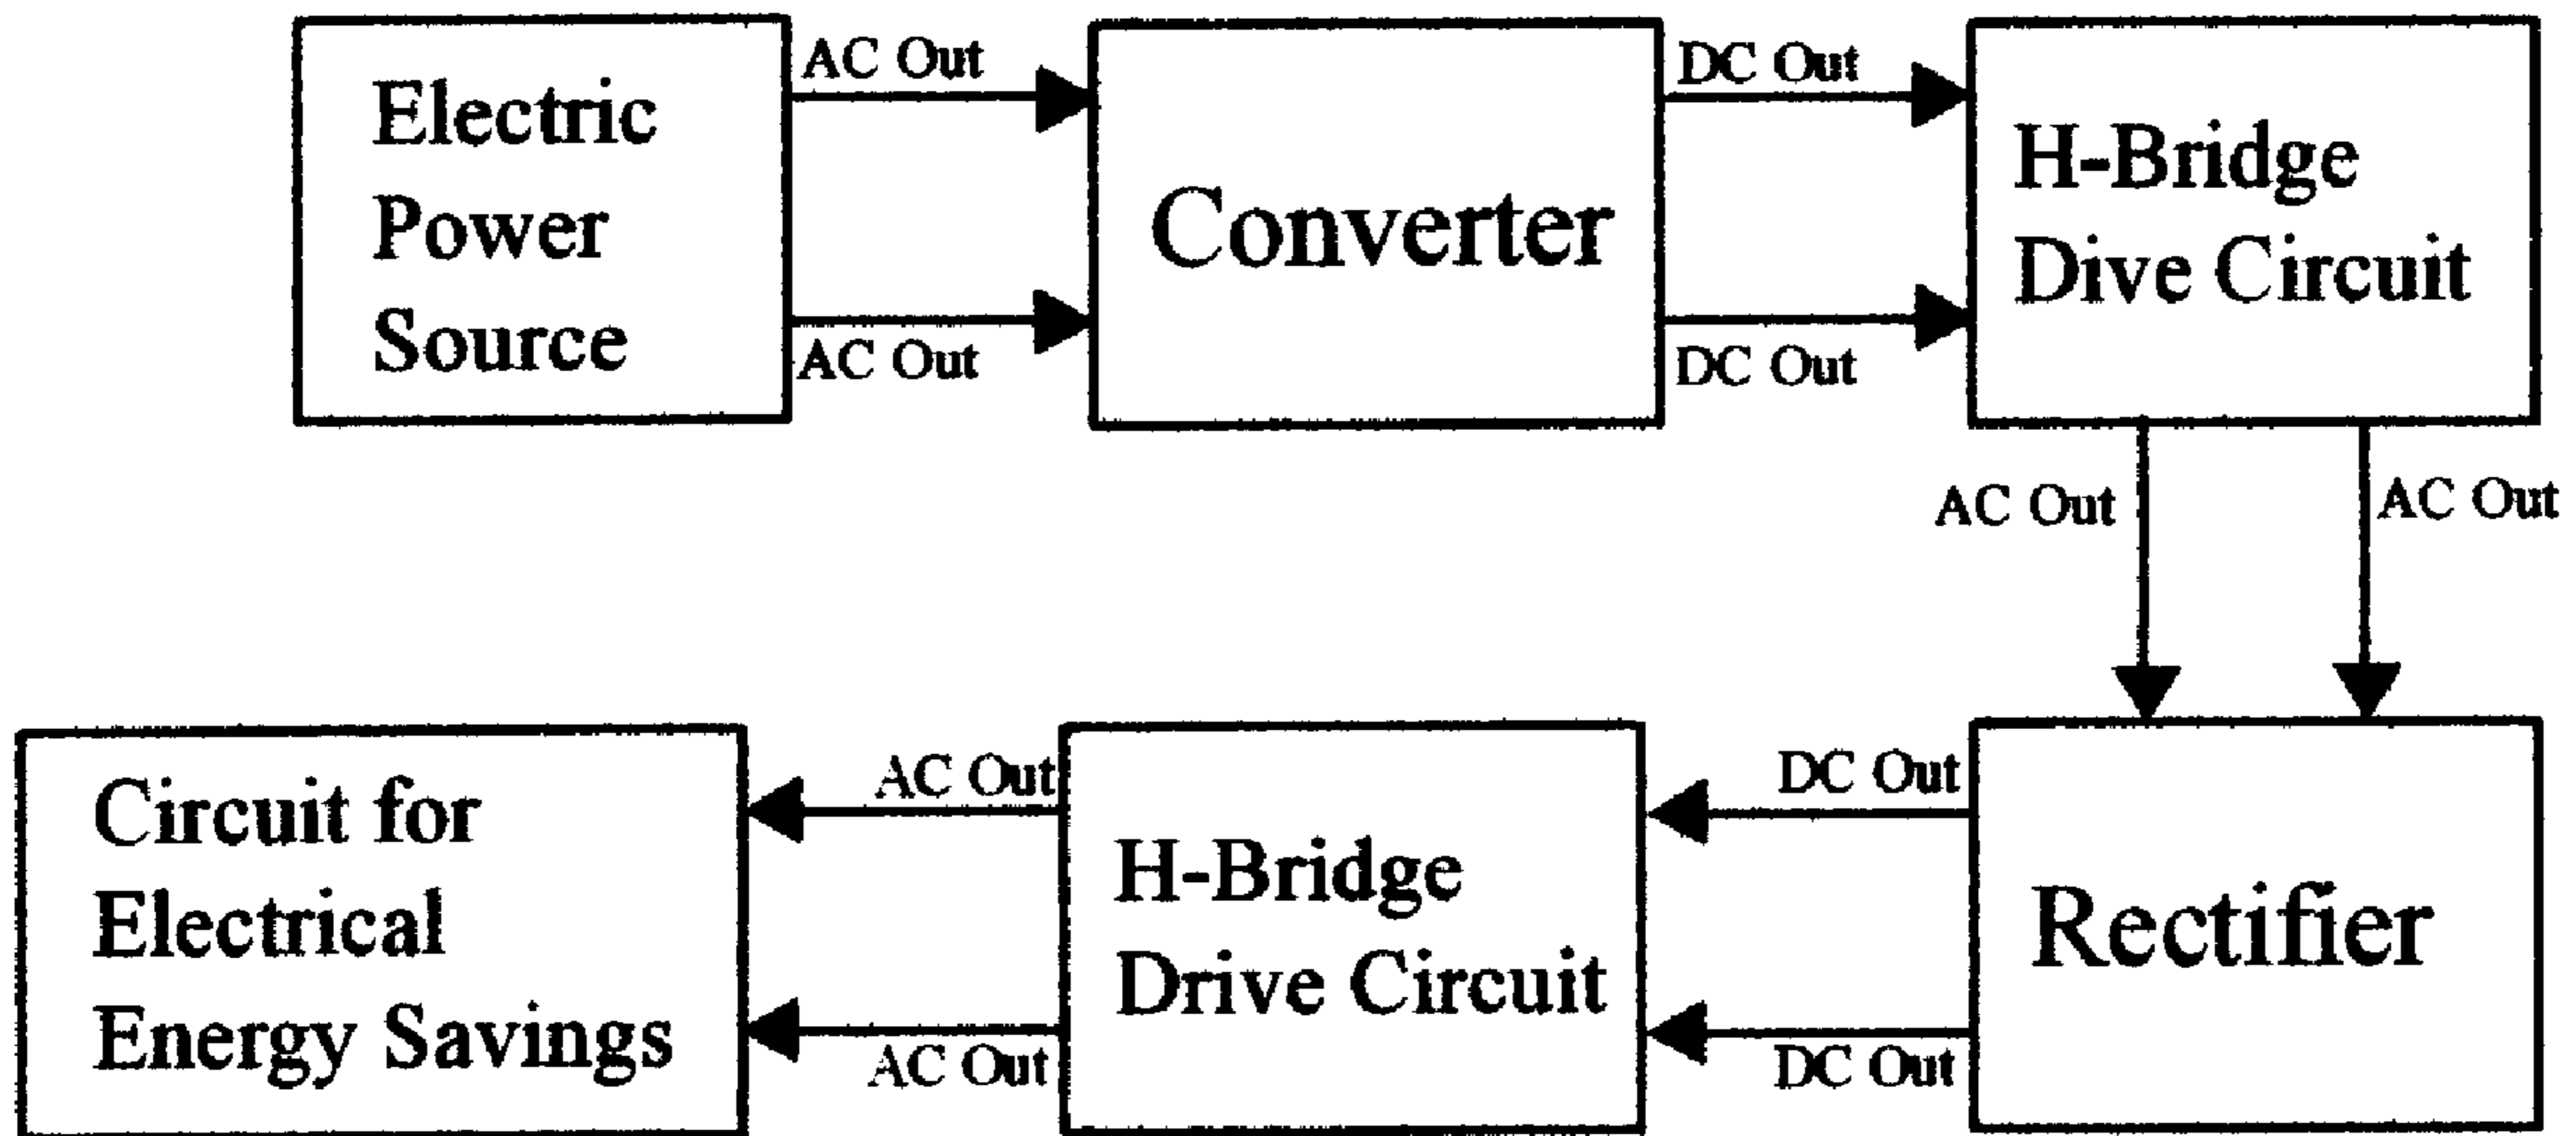 Electric
Power
Source
AC Out
AC Out
Converter
DC Out
DC Out
H-Bridge
Dive Circuit
AC Out
AC Out
Rectifier
DC Out
DC Out
H-Bridge
Drive Circuit
AC Out
AC Out
Circuit for
Electrical
Energy Savings